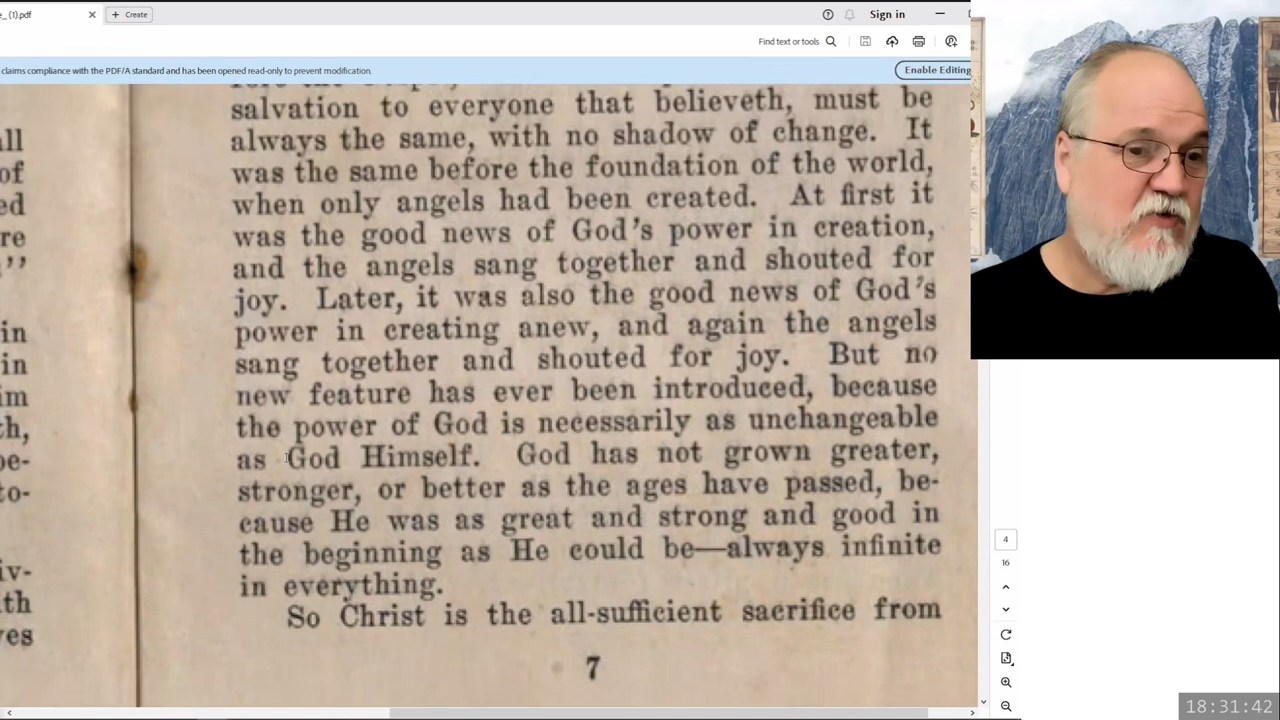 _ (1).pdf
Create
Sign in
Find text or tools
claims compliance with the PDF/A standard and has been opened read-only to prevent modification.
Enable Editing
salvation to everyone that believeth, must be
always the same, with no shadow of change. It
was the same before the foundation of the world,
when only angels had been created. At first it
was the good news of God's power in creation,
and the angels sang together and shouted for
joy. Later, it was also the good news of God's
power in creating anew, and again the angels
sang together and shouted for joy. But no
new feature has ever been introduced, because
the power of God is necessarily as unchangeable
as God Himself. God has not grown greater,
stronger, or better as the ages have passed, be-
cause He was as great and strong and good in
the beginning as He could be—always infinite
in everything.
So Christ is the all-sufficient sacrifice from
7
4
16
18:31:42